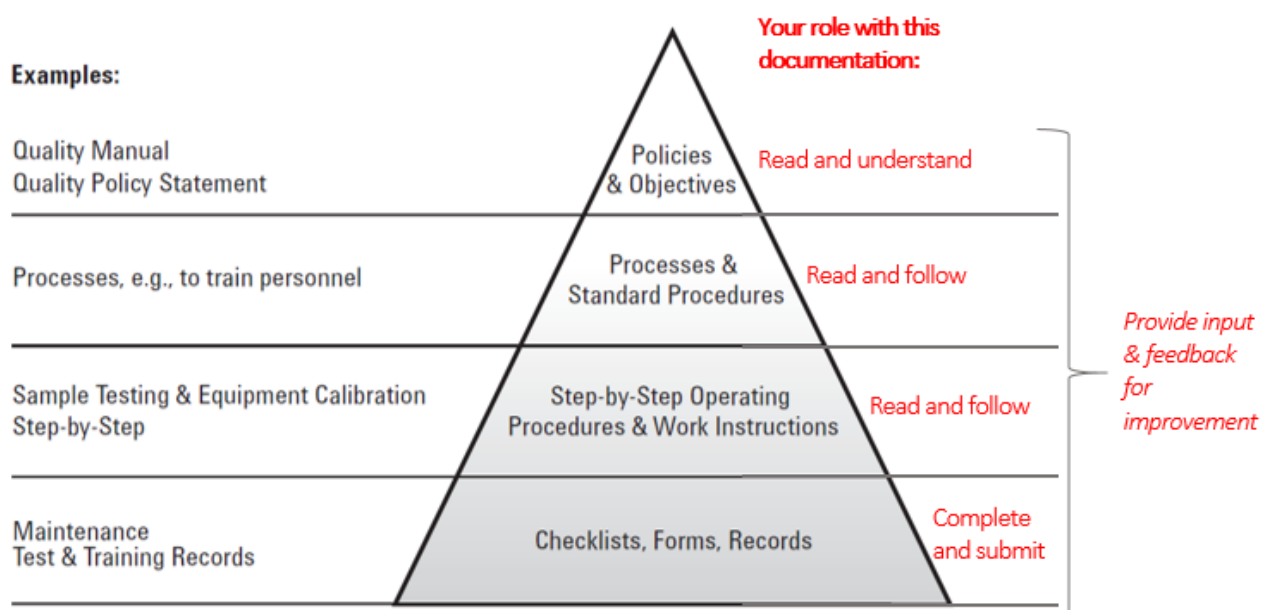 Your role with this
documentation:
Examples:
Quality Manual
Quality Policy Statement
Policies
& Objectives
Read and understand
Processes, e.g., to train personnel
Processes &
Standard Procedures
Read and follow
Sample Testing & Equipment Calibration
Step-by-Step
Step-by-Step Operating
Procedures & Work Instructions
Read and follow
Maintenance
Test & Training Records
Checklists, Forms, Records
Complete
and submit
Provide input
& feedback
for
improvement